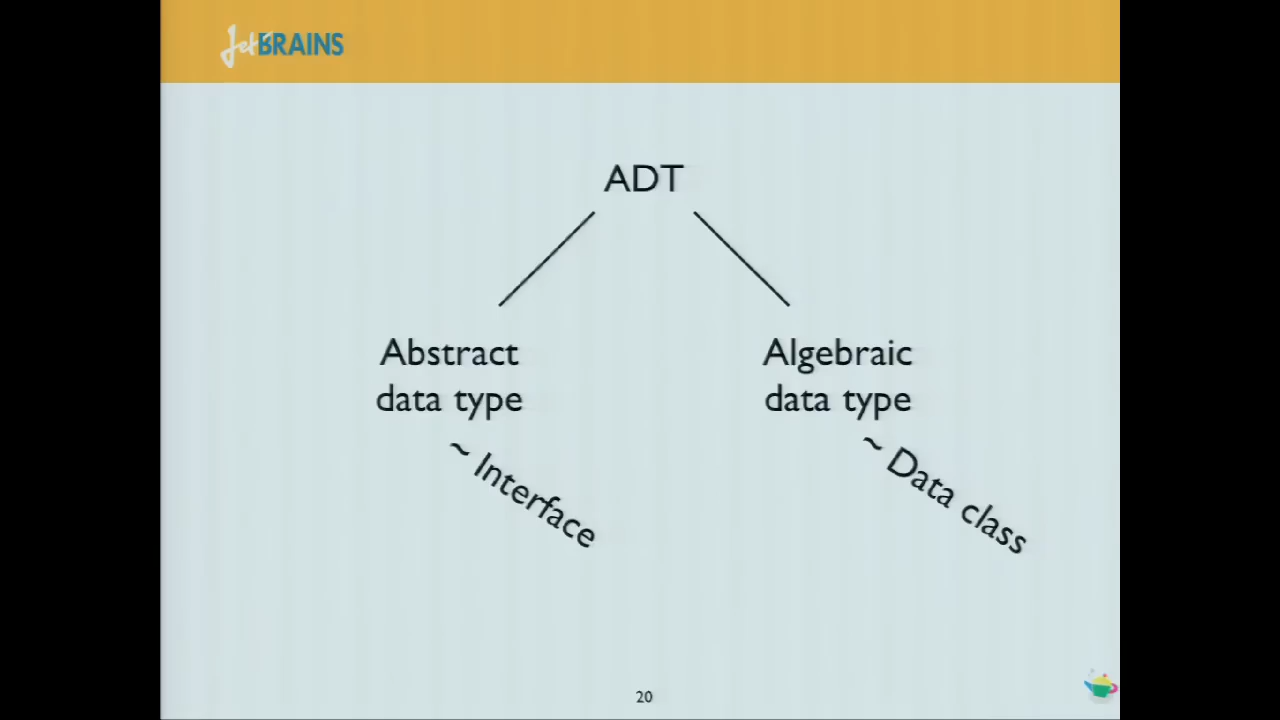 JetBRAINS
ADT
Abstract
data type
~ Interface
Algebraic
data type
~ Data class
20